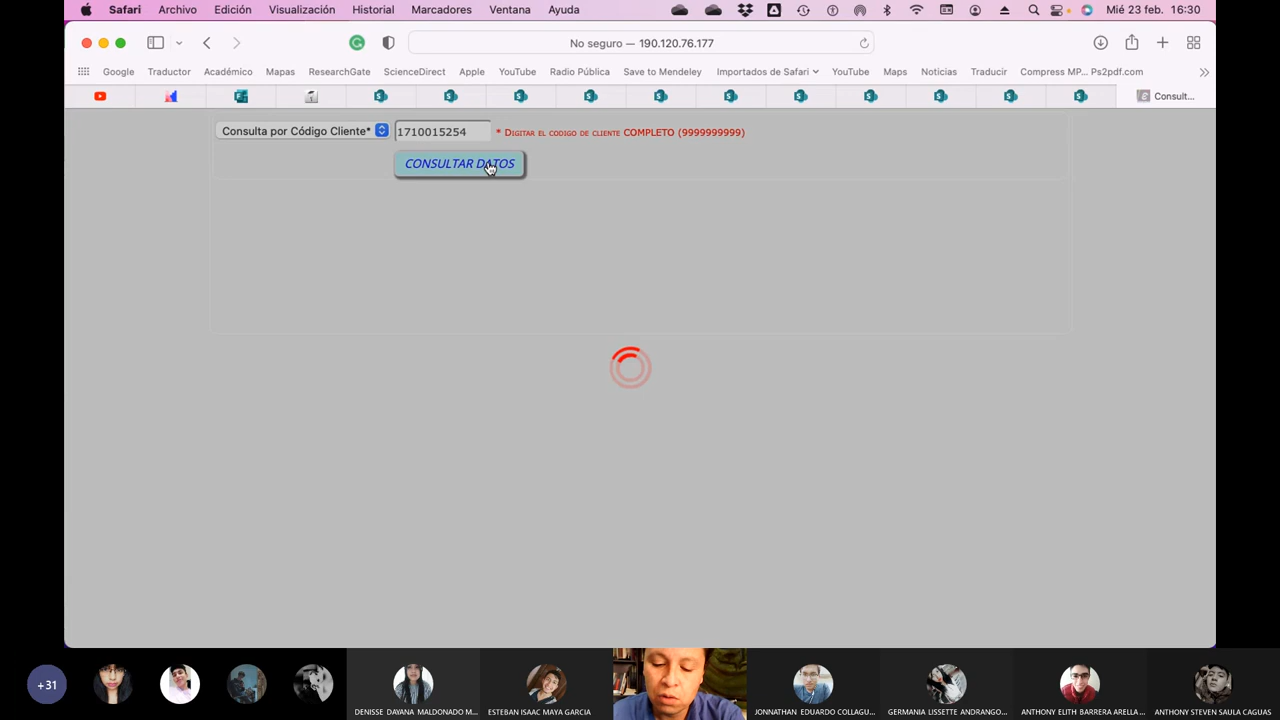 Safari Archivo Edición Visualización Historial Marcadores Ventana Ayuda Mié 23 feb. 16:30
No seguro — 190.120.76.177
Google Traductor Académico Mapas ResearchGate ScienceDirect Apple YouTube Radio Pública Save to Mendeley Importados de Safari YouTube Maps Noticias Traducir Compress MP... Ps2pdf.com
Consult...
Consulta por Código Cliente* 1710015254 * Digitar el codigo de cliente COMPLETO (9999999999)
CONSULTAR DATOS
+31
DENISSE DAYANA MALDONADO M... ESTEBAN ISAAC MAYA GARCIA JONNATHAN EDUARDO COLLAGU... GERMANIA LISSETTE ANDRANGO... ANTHONY ELITH BARRERA ARELLA... ANTHONY STEVEN SAULA CAGUAS